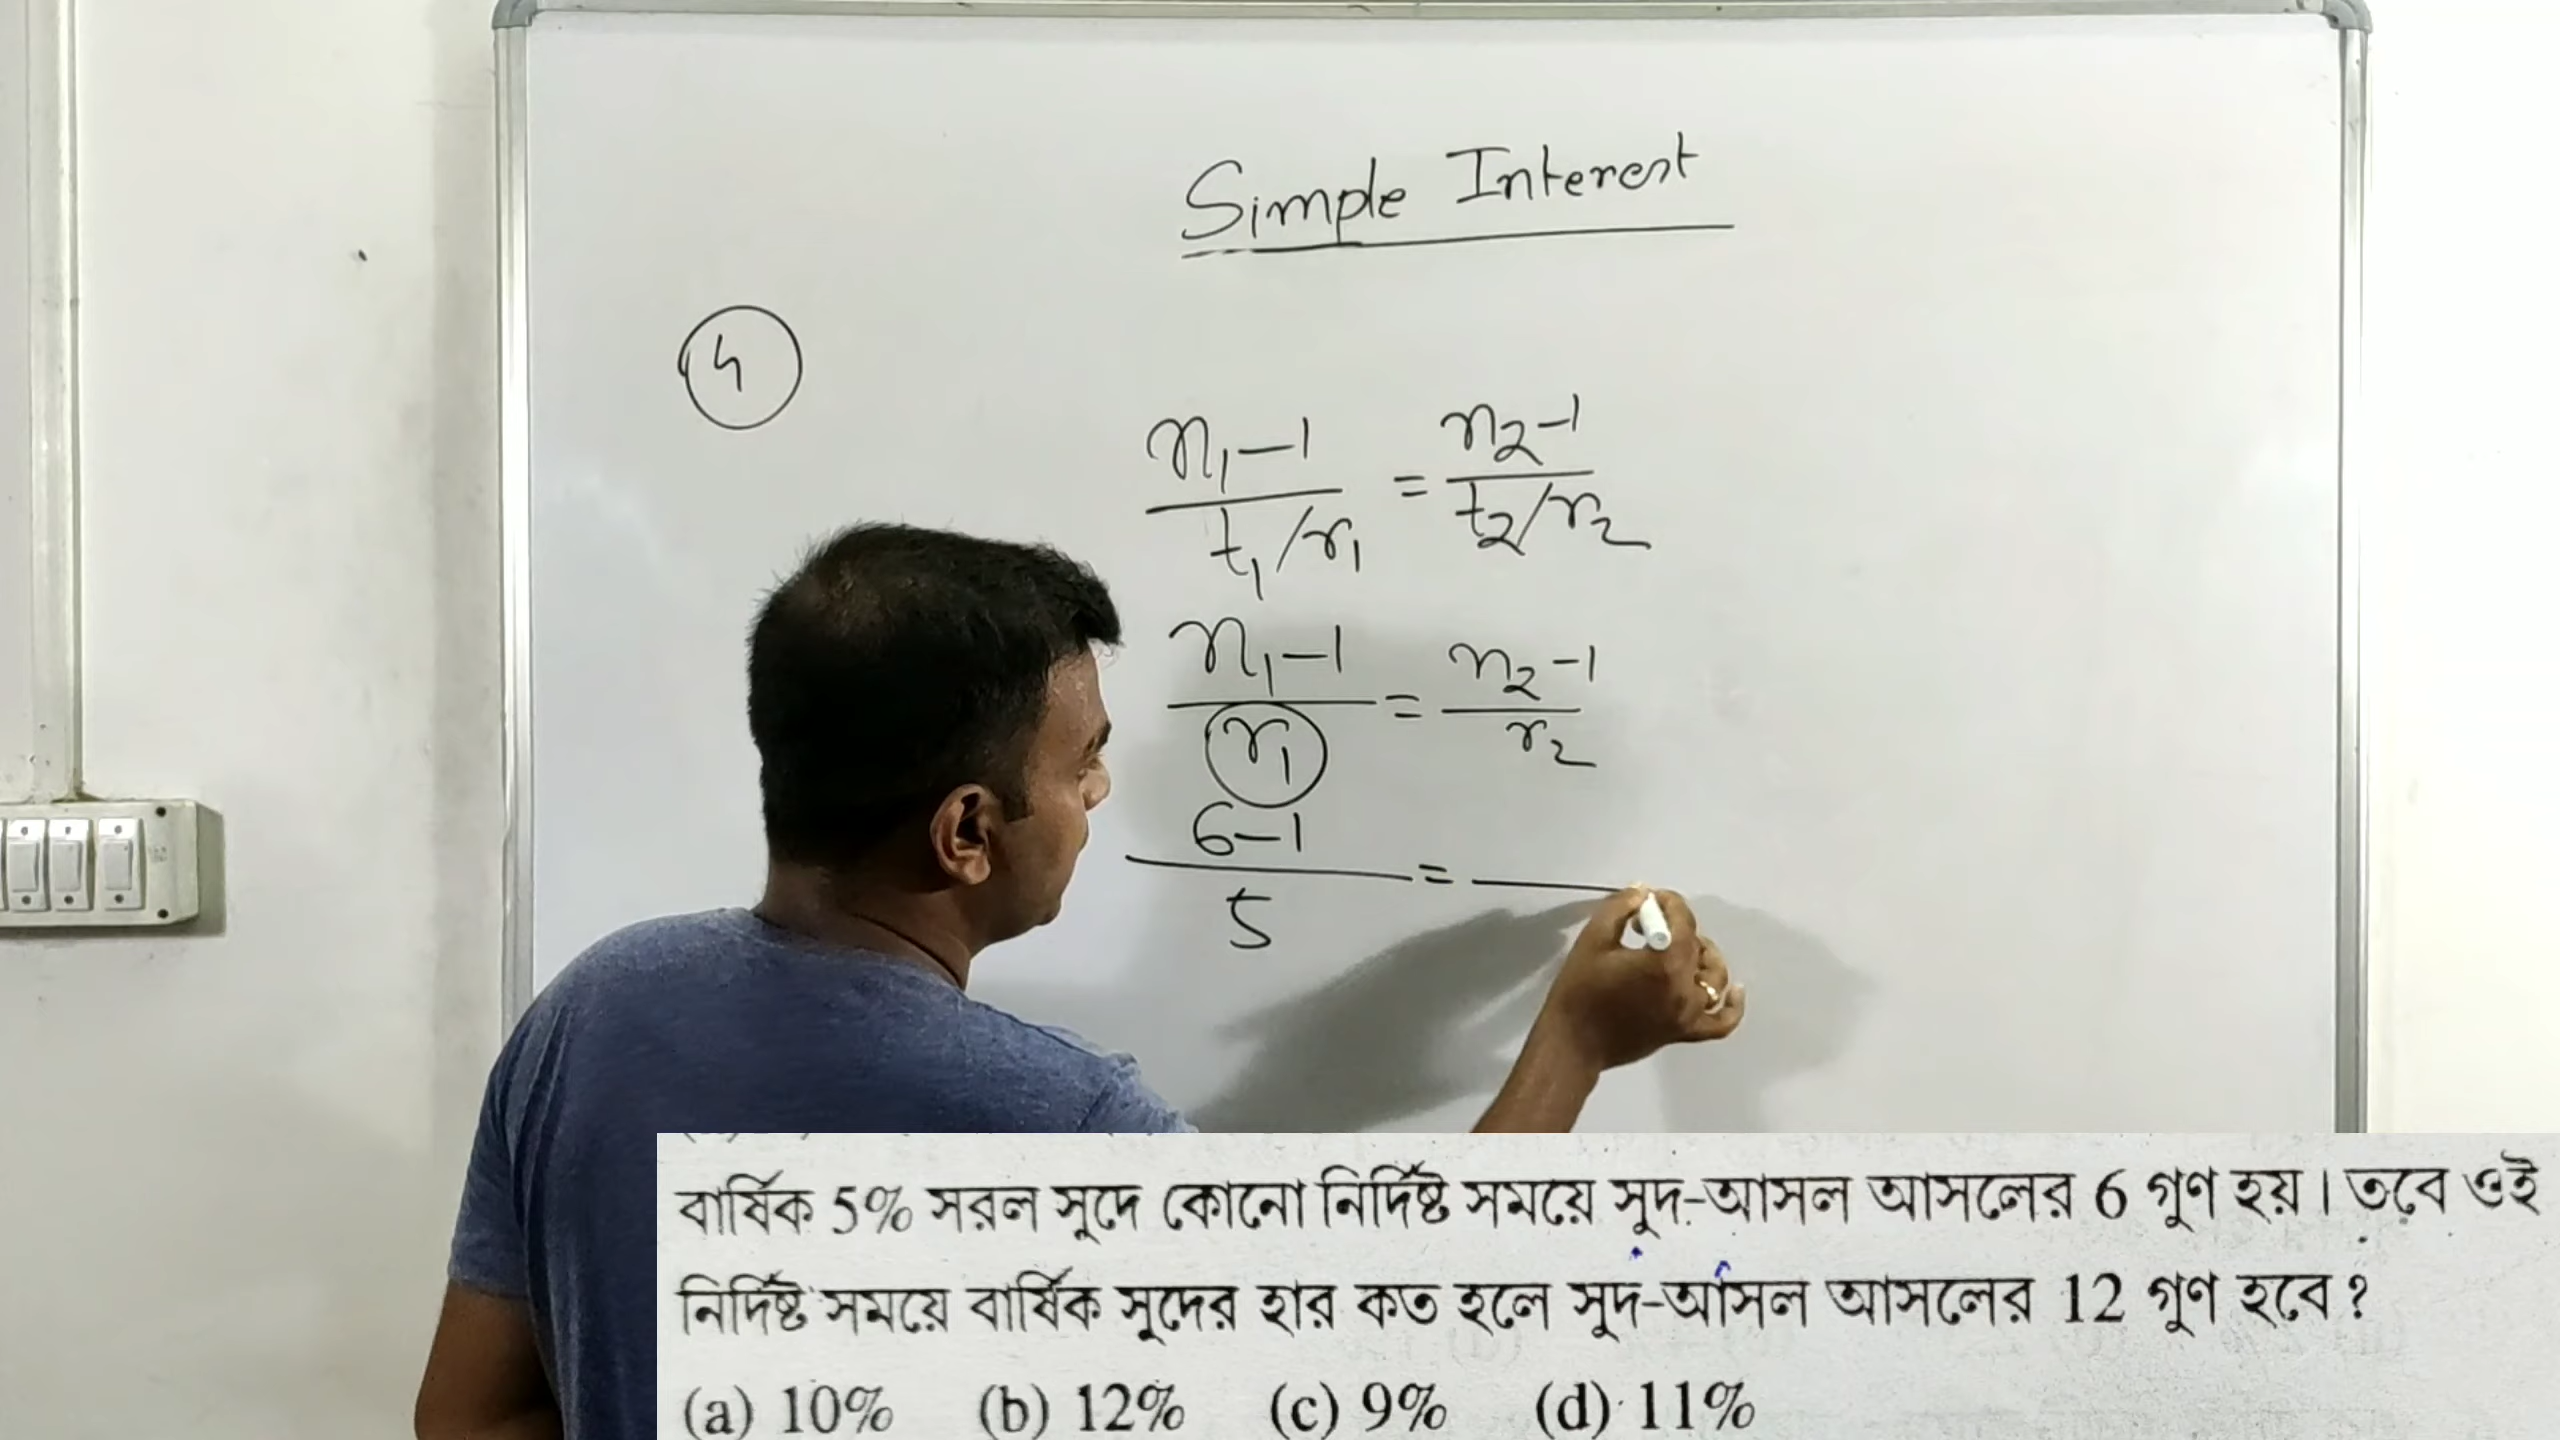 Simple Interest
4
n₁-1 / t₁/r₁ = n₂-1 / t₂/r₂
n₁-1 / r₁ = n₂-1 / r₂
6-1 / 5 =
বার্ষিক 5% সরল সুদে কোনো নির্দিষ্ট সময়ে সুদ-আসল আসলের 6 গুণ হয়। তবে ওই
নির্দিষ্ট সময়ে বার্ষিক সুদের হার কত হলে সুদ-আসল আসলের 12 গুণ হবে?
(a) 10% (b) 12% (c) 9% (d) 11%